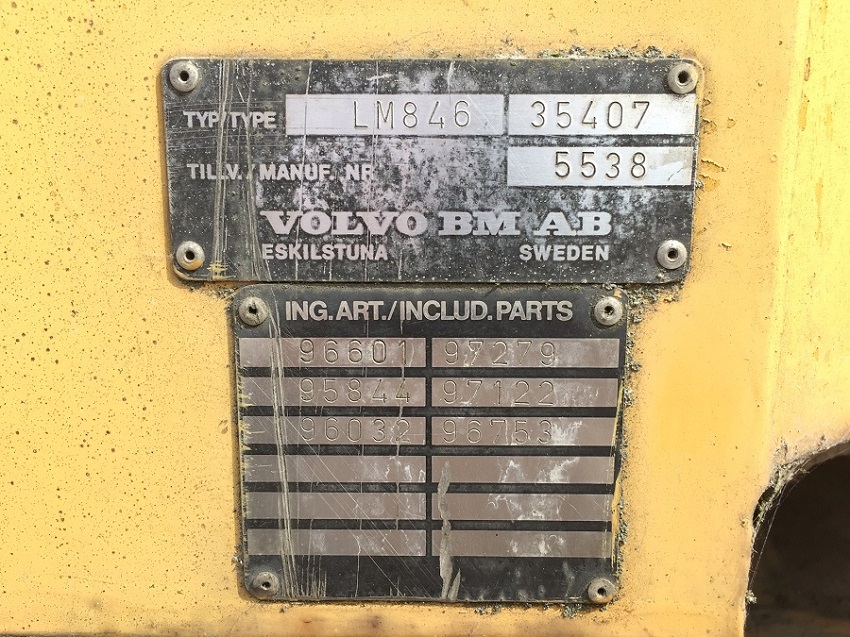 TYP/TYPE LM846 35407
TILLV./MANUF. NR 5538
VOLVO BM AB
ESKILSTUNA SWEDEN
ING.ART./INCLUD.PARTS
96601 97279
95844 97122
96032 96753